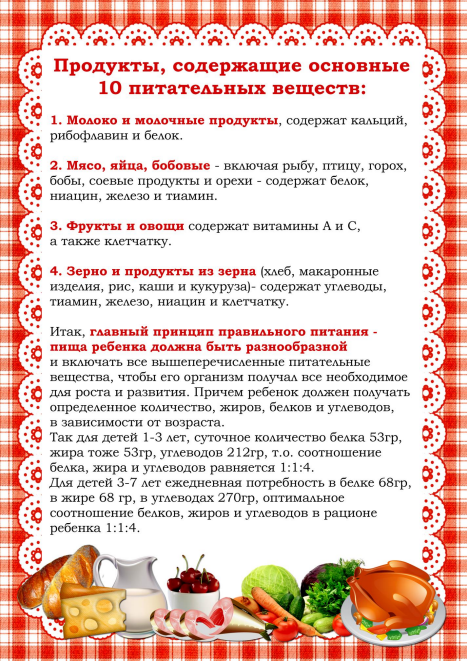 Продукты, содержащие основные
10 питательных веществ:
1. Молоко и молочные продукты, содержат кальций,
рибофлавин и белок.
2. Мясо, яйца, бобовые - включая рыбу, птицу, горох,
бобы, соевые продукты и орехи - содержат белок,
ниацин, железо и тиамин.
3. Фрукты и овощи содержат витамины А и С,
а также клетчатку.
4. Зерно и продукты из зерна (хлеб, макаронные
изделия, рис, каши и кукуруза)- содержат углеводы,
тиамин, железо, ниацин и клетчатку.
Итак, главный принцип правильного питания -
пища ребенка должна быть разнообразной
и включать все вышеперечисленные питательные
вещества, чтобы его организм получал все необходимое
для роста и развития. Причем ребенок должен получать
определенное количество, жиров, белков и углеводов,
в зависимости от возраста.
Так для детей 1-3 лет, суточное количество белка 53гр,
жира тоже 53гр, углеводов 212гр, т.о. соотношение
белка, жира и углеводов равняется 1:1:4.
Для детей 3-7 лет ежедневная потребность в белке 68гр,
в жире 68 гр, в углеводах 270гр, оптимальное
соотношение белков, жиров и углеводов в рационе
ребенка 1:1:4.